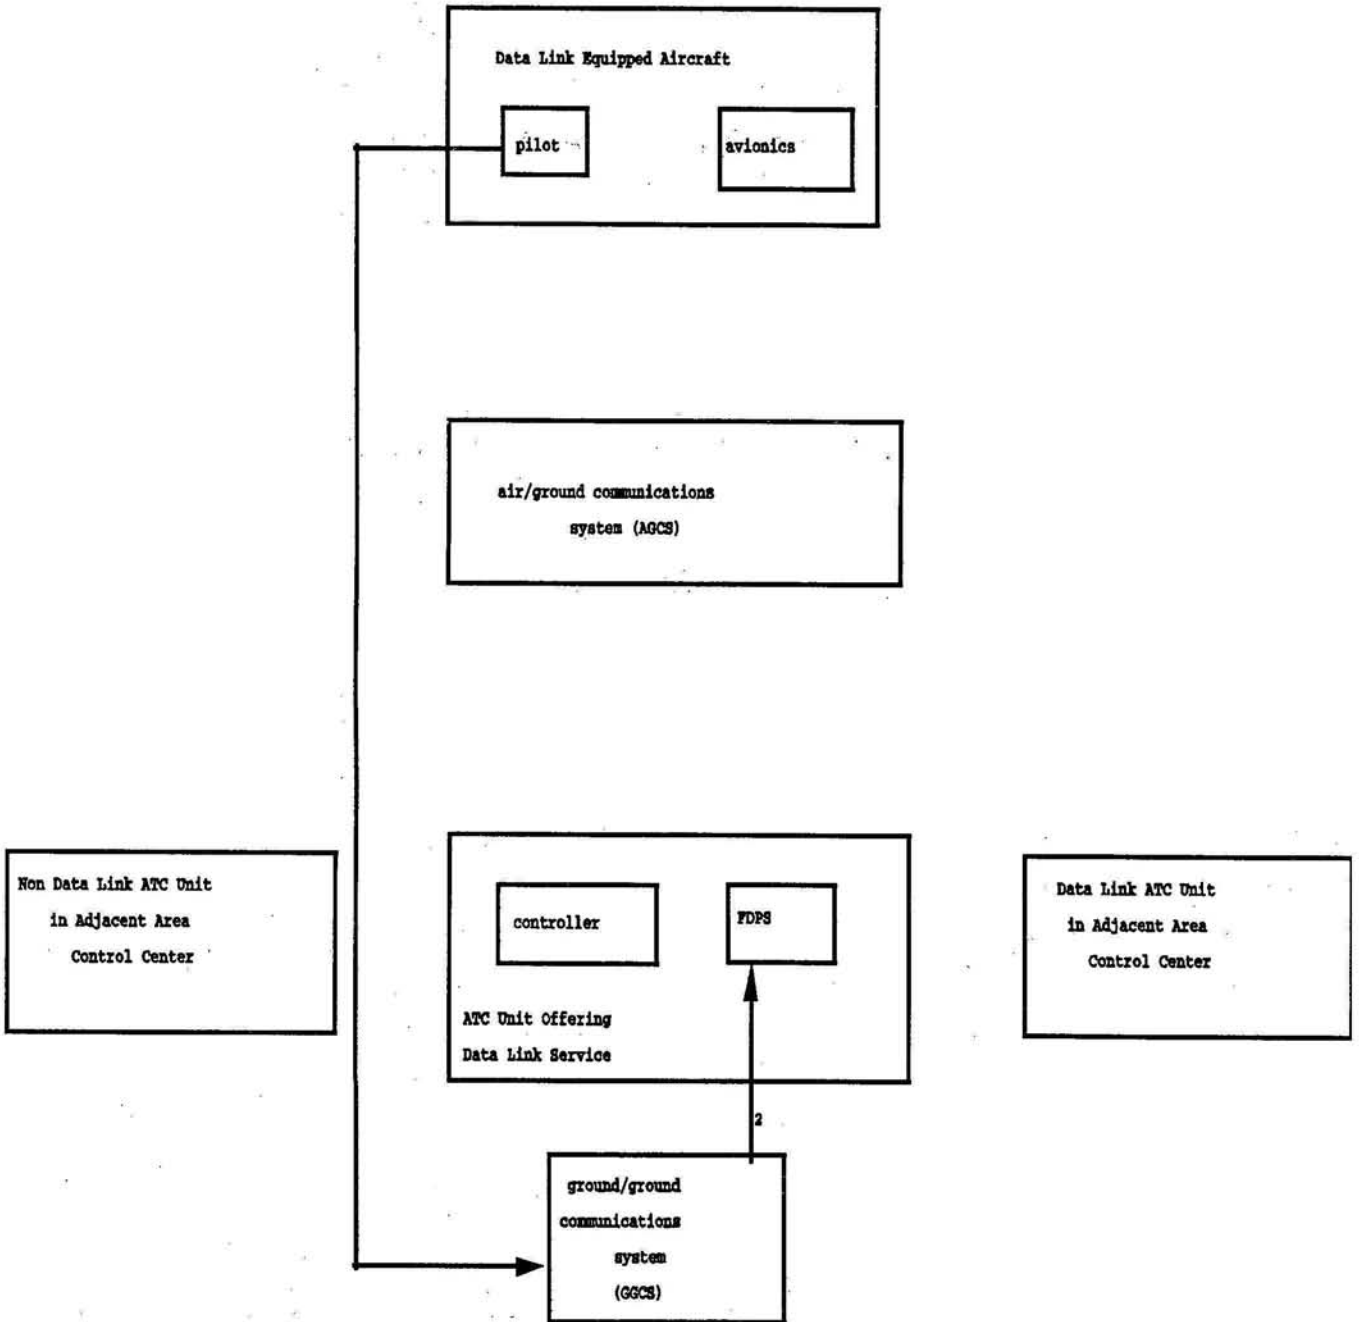 Data Link Equipped Aircraft
pilot
avionics
air/ground communications
system (AGCS)
Non Data Link ATC Unit
in Adjacent Area
Control Center
controller
FDPS
ATC Unit Offering
Data Link Service
Data Link ATC Unit
in Adjacent Area
Control Center
2
ground/ground
communications
system
(GGCS)